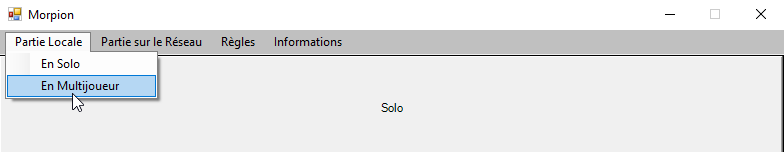 Morpion
Partie Locale Partie sur le Réseau Règles Informations
En Solo
En Multijoueur
Solo